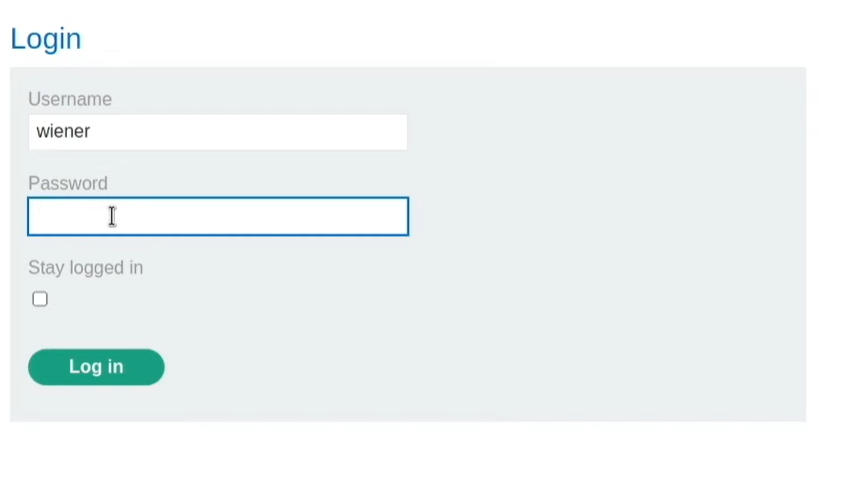 Login
Username
wiener
Password
Stay logged in
Log in